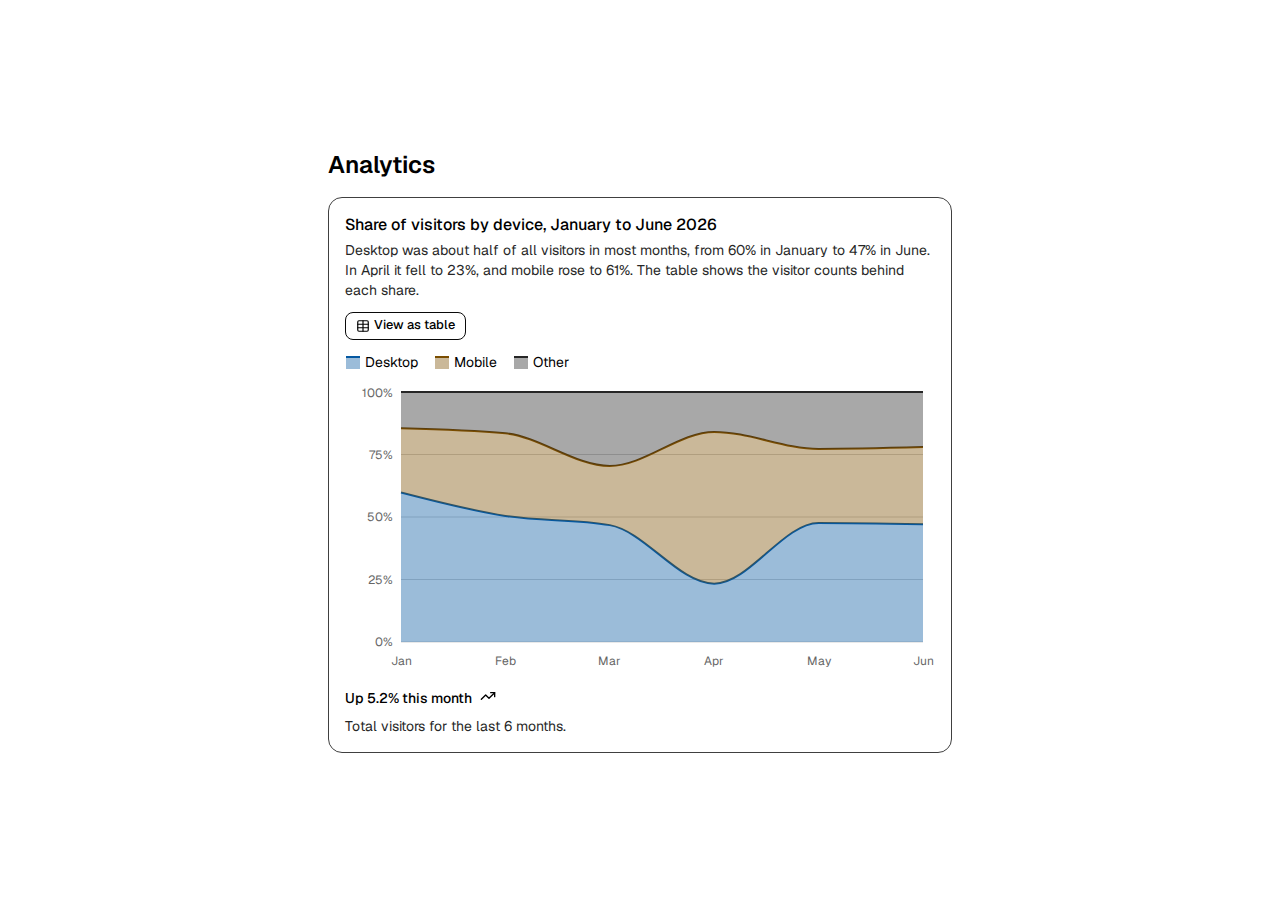 Analytics
Share of visitors by device, January to June 2026
Desktop was about half of all visitors in most months, from 60% in January to 47% in June.
In April it fell to 23%, and mobile rose to 61%. The table shows the visitor counts behind
each share.
View as table
Desktop Mobile Other
100%
75%
50%
25%
0%
Jan Feb Mar Apr May Jun
Up 5.2% this month
Total visitors for the last 6 months.